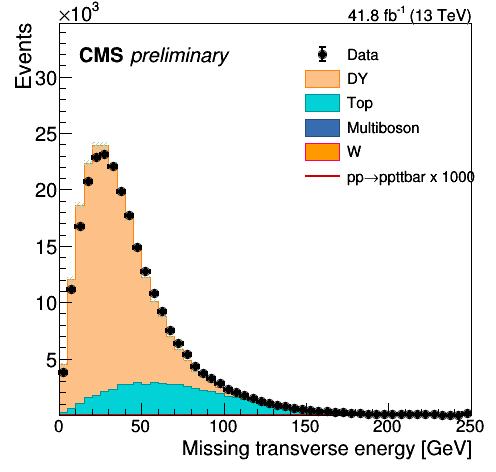 ×10³
41.8 fb⁻¹ (13 TeV)
Events
CMS preliminary
Data
DY
Top
Multiboson
W
pp→ppttbar x 1000
30
25
20
15
10
5
0 50 100 150 200 250
Missing transverse energy [GeV]